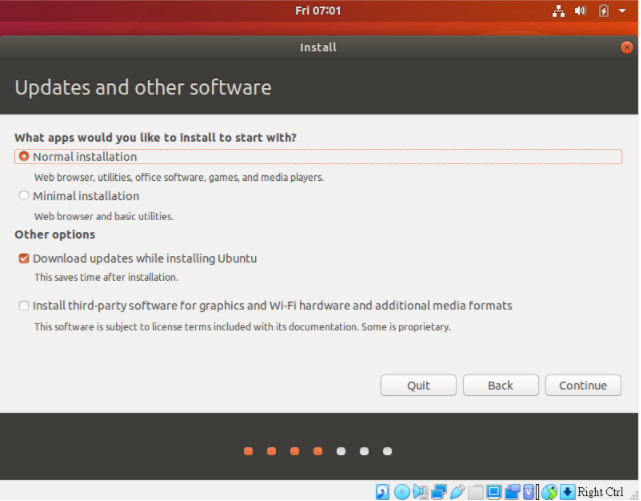 Fri 07:01
Install
Updates and other software
What apps would you like to install to start with?
Normal installation
Web browser, utilities, office software, games, and media players.
Minimal installation
Web browser and basic utilities.
Other options
Download updates while installing Ubuntu
This saves time after installation.
Install third-party software for graphics and Wi-Fi hardware and additional media formats
This software is subject to license terms included with its documentation. Some is proprietary.
Quit Back Continue
Right Ctrl